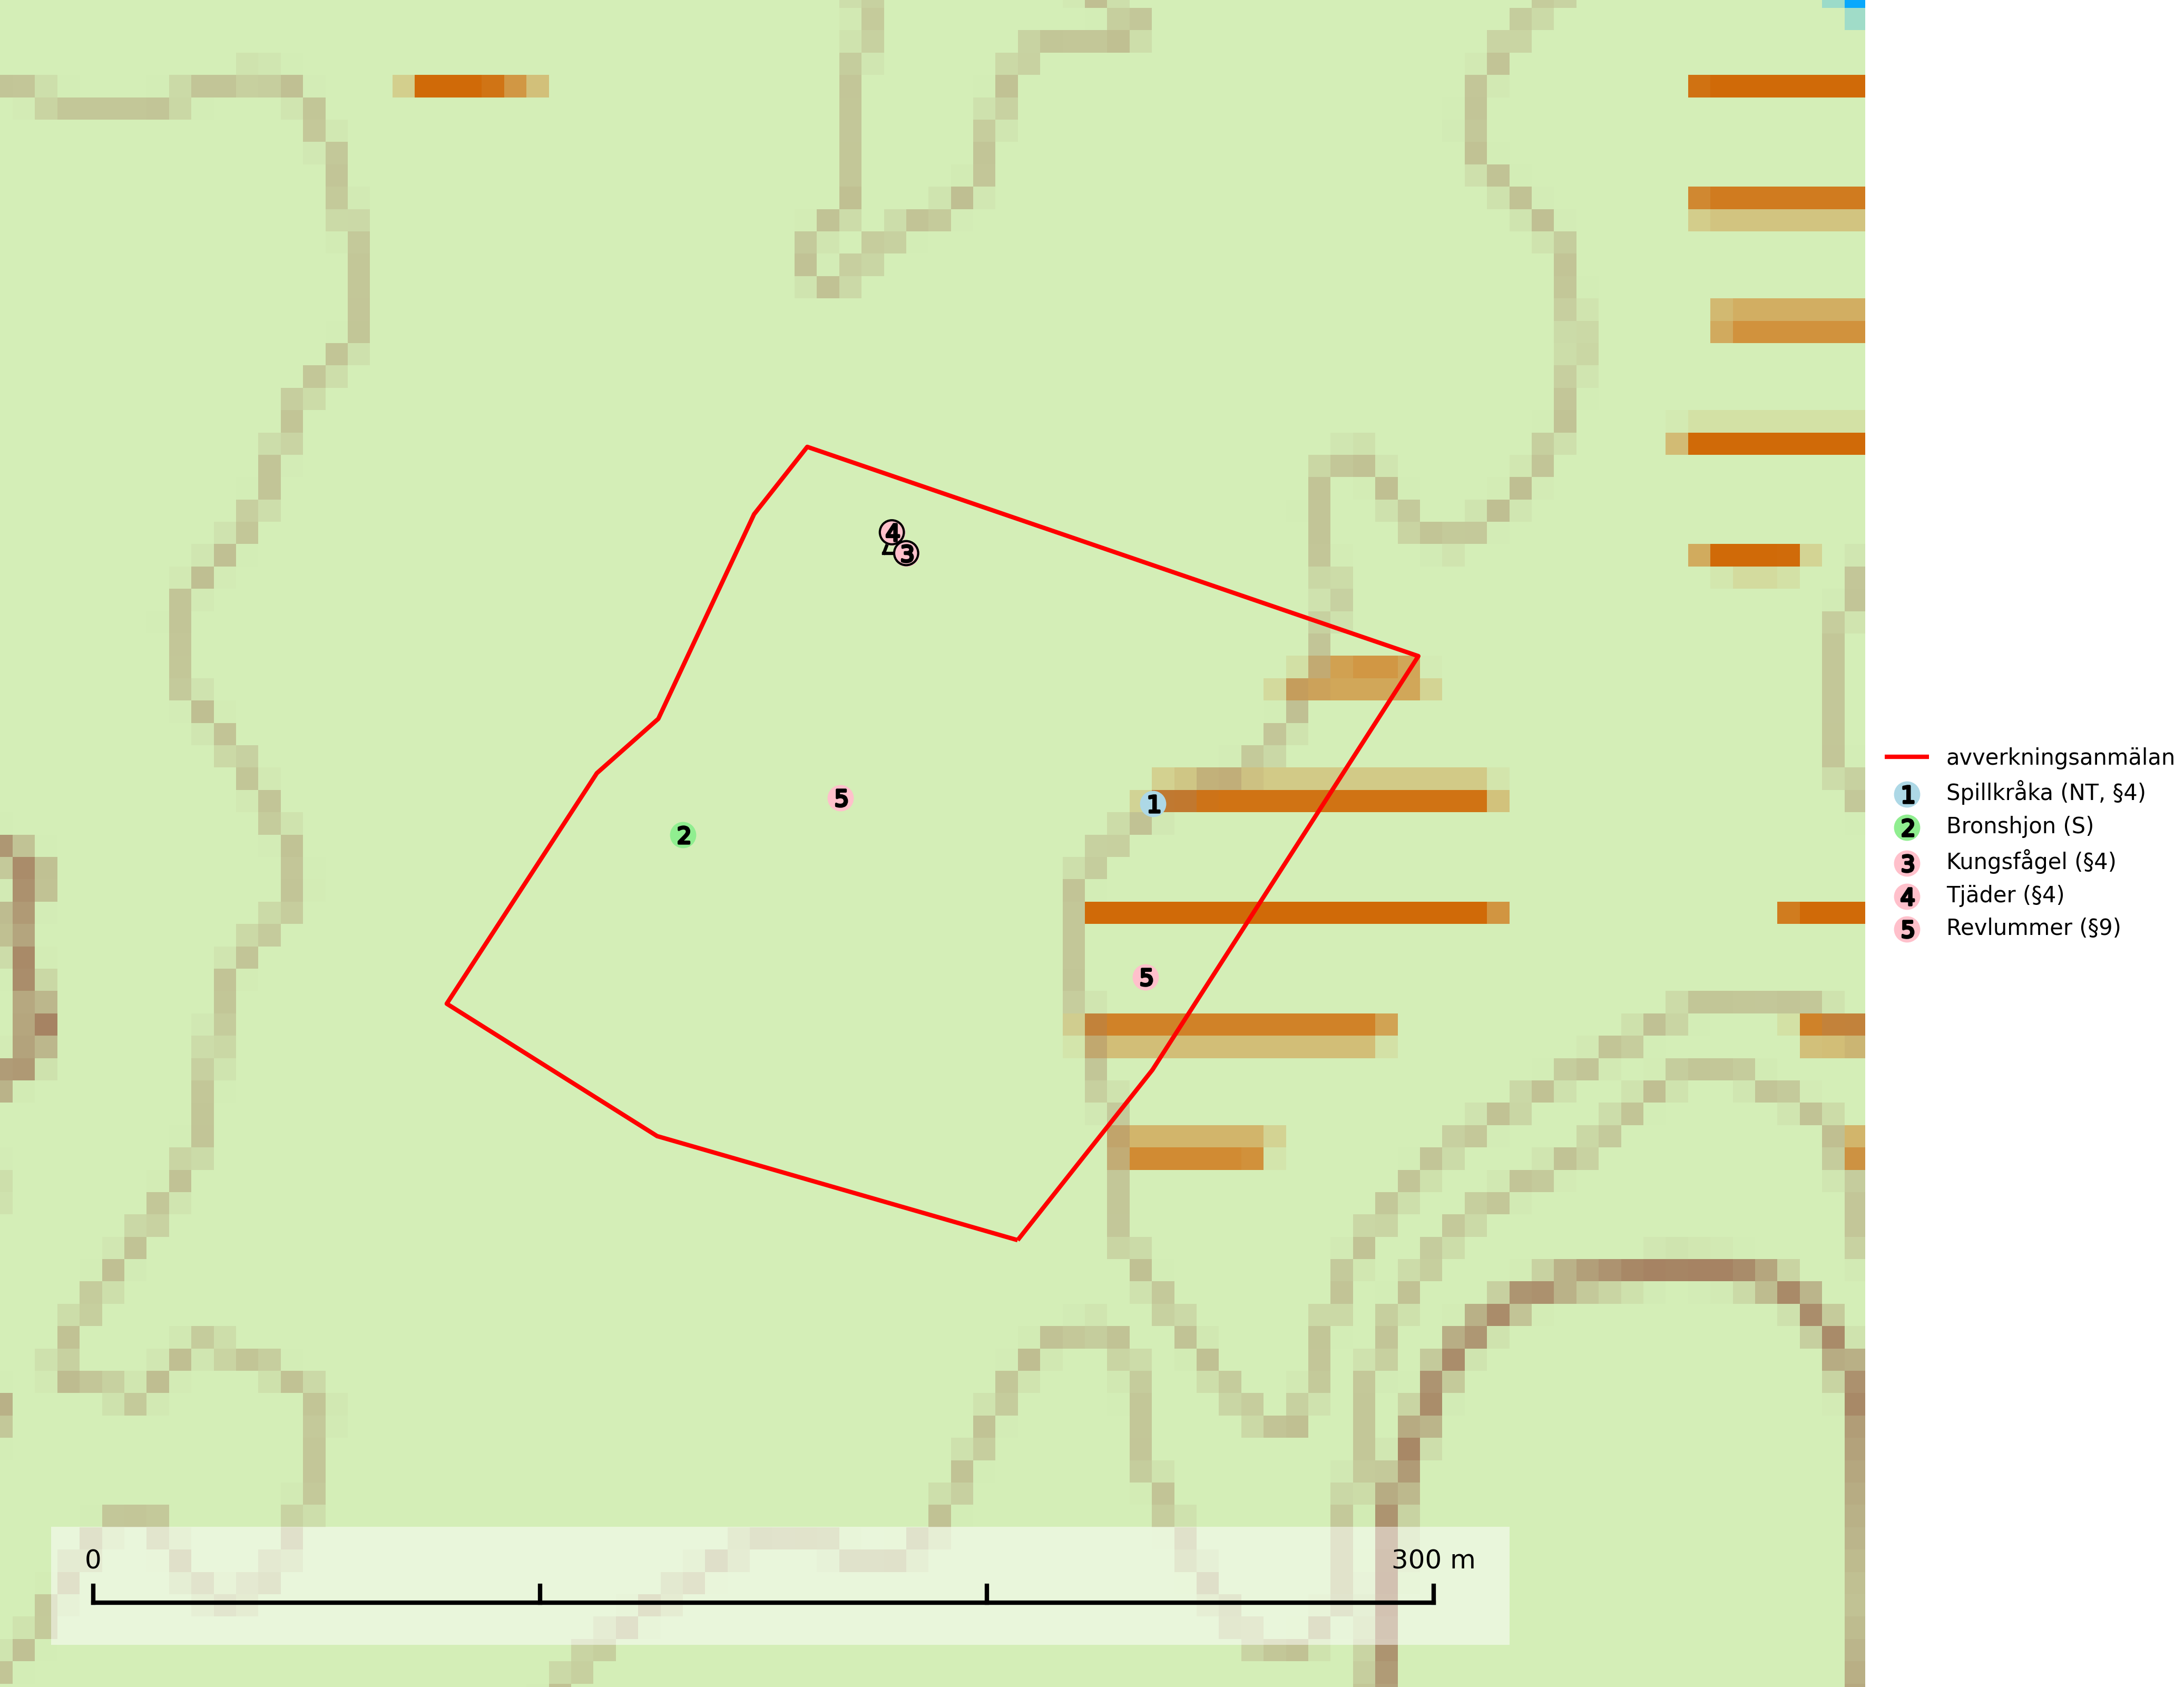 4
3
5
1
2
5
avverkningsanmälan
1 Spillkråka (NT, §4)
2 Bronshjon (S)
3 Kungsfågel (§4)
4 Tjäder (§4)
5 Revlummer (§9)
0 300 m